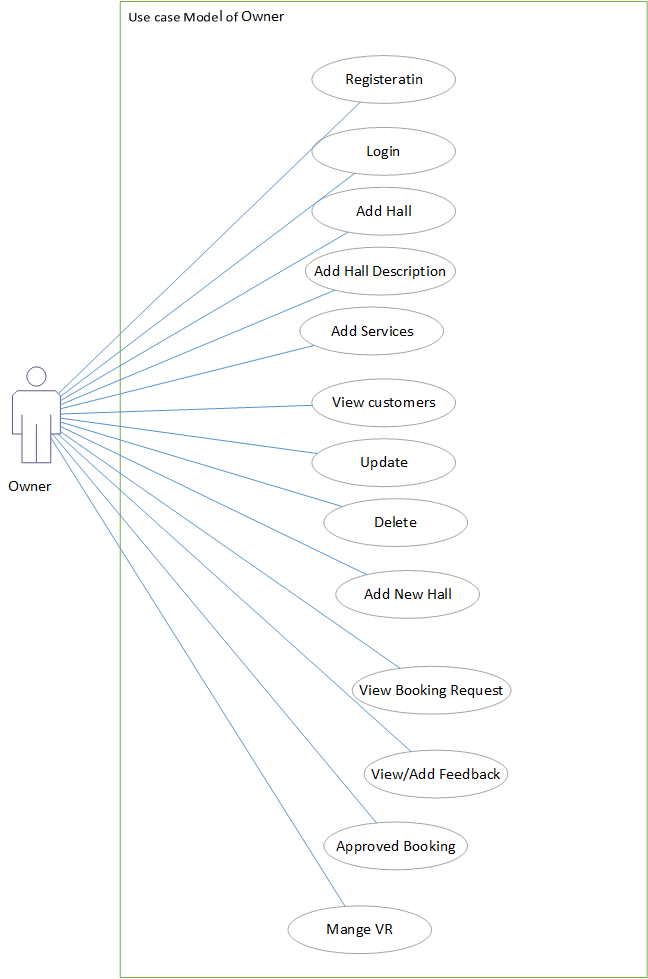 Use case Model of Owner
Registeratin
Login
Add Hall
Add Hall Description
Add Services
View customers
Update
Owner
Delete
Add New Hall
View Booking Request
View/Add Feedback
Approved Booking
Mange VR